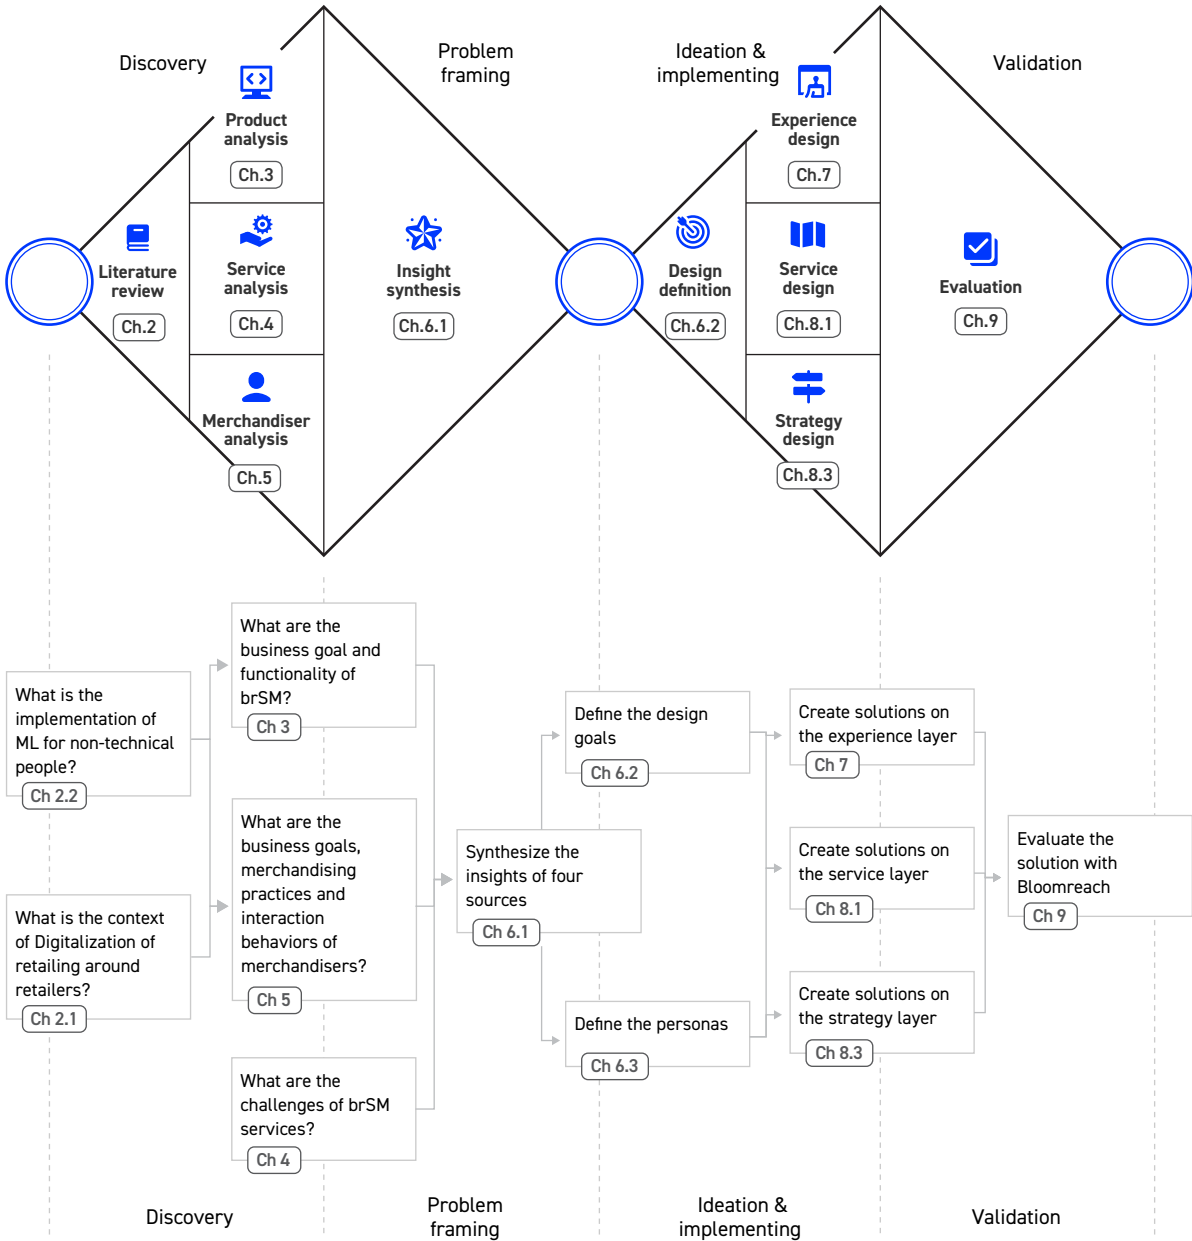 Discovery
Problem
framing
Ideation &
implementing
Validation
Product
analysis
Ch.3
Experience
design
Ch.7
Literature
review
Ch.2
Service
analysis
Ch.4
Insight
synthesis
Ch.6.1
Design
definition
Ch.6.2
Service
design
Ch.8.1
Evaluation
Ch.9
Merchandiser
analysis
Ch.5
Strategy
design
Ch.8.3
What is the
implementation of
ML for non-technical
people?
Ch 2.2
What is the context
of Digitalization of
retailing around
retailers?
Ch 2.1
What are the
business goal and
functionality of
brSM?
Ch 3
What are the
business goals,
merchandising
practices and
interaction
behaviors of
merchandisers?
Ch 5
What are the
challenges of brSM
services?
Ch 4
Synthesize the
insights of four
sources
Ch 6.1
Define the design
goals
Ch 6.2
Define the personas
Ch 6.3
Create solutions on
the experience layer
Ch 7
Create solutions on
the service layer
Ch 8.1
Create solutions on
the strategy layer
Ch 8.3
Evaluate the
solution with
Bloomreach
Ch 9
Discovery
Problem
framing
Ideation &
implementing
Validation